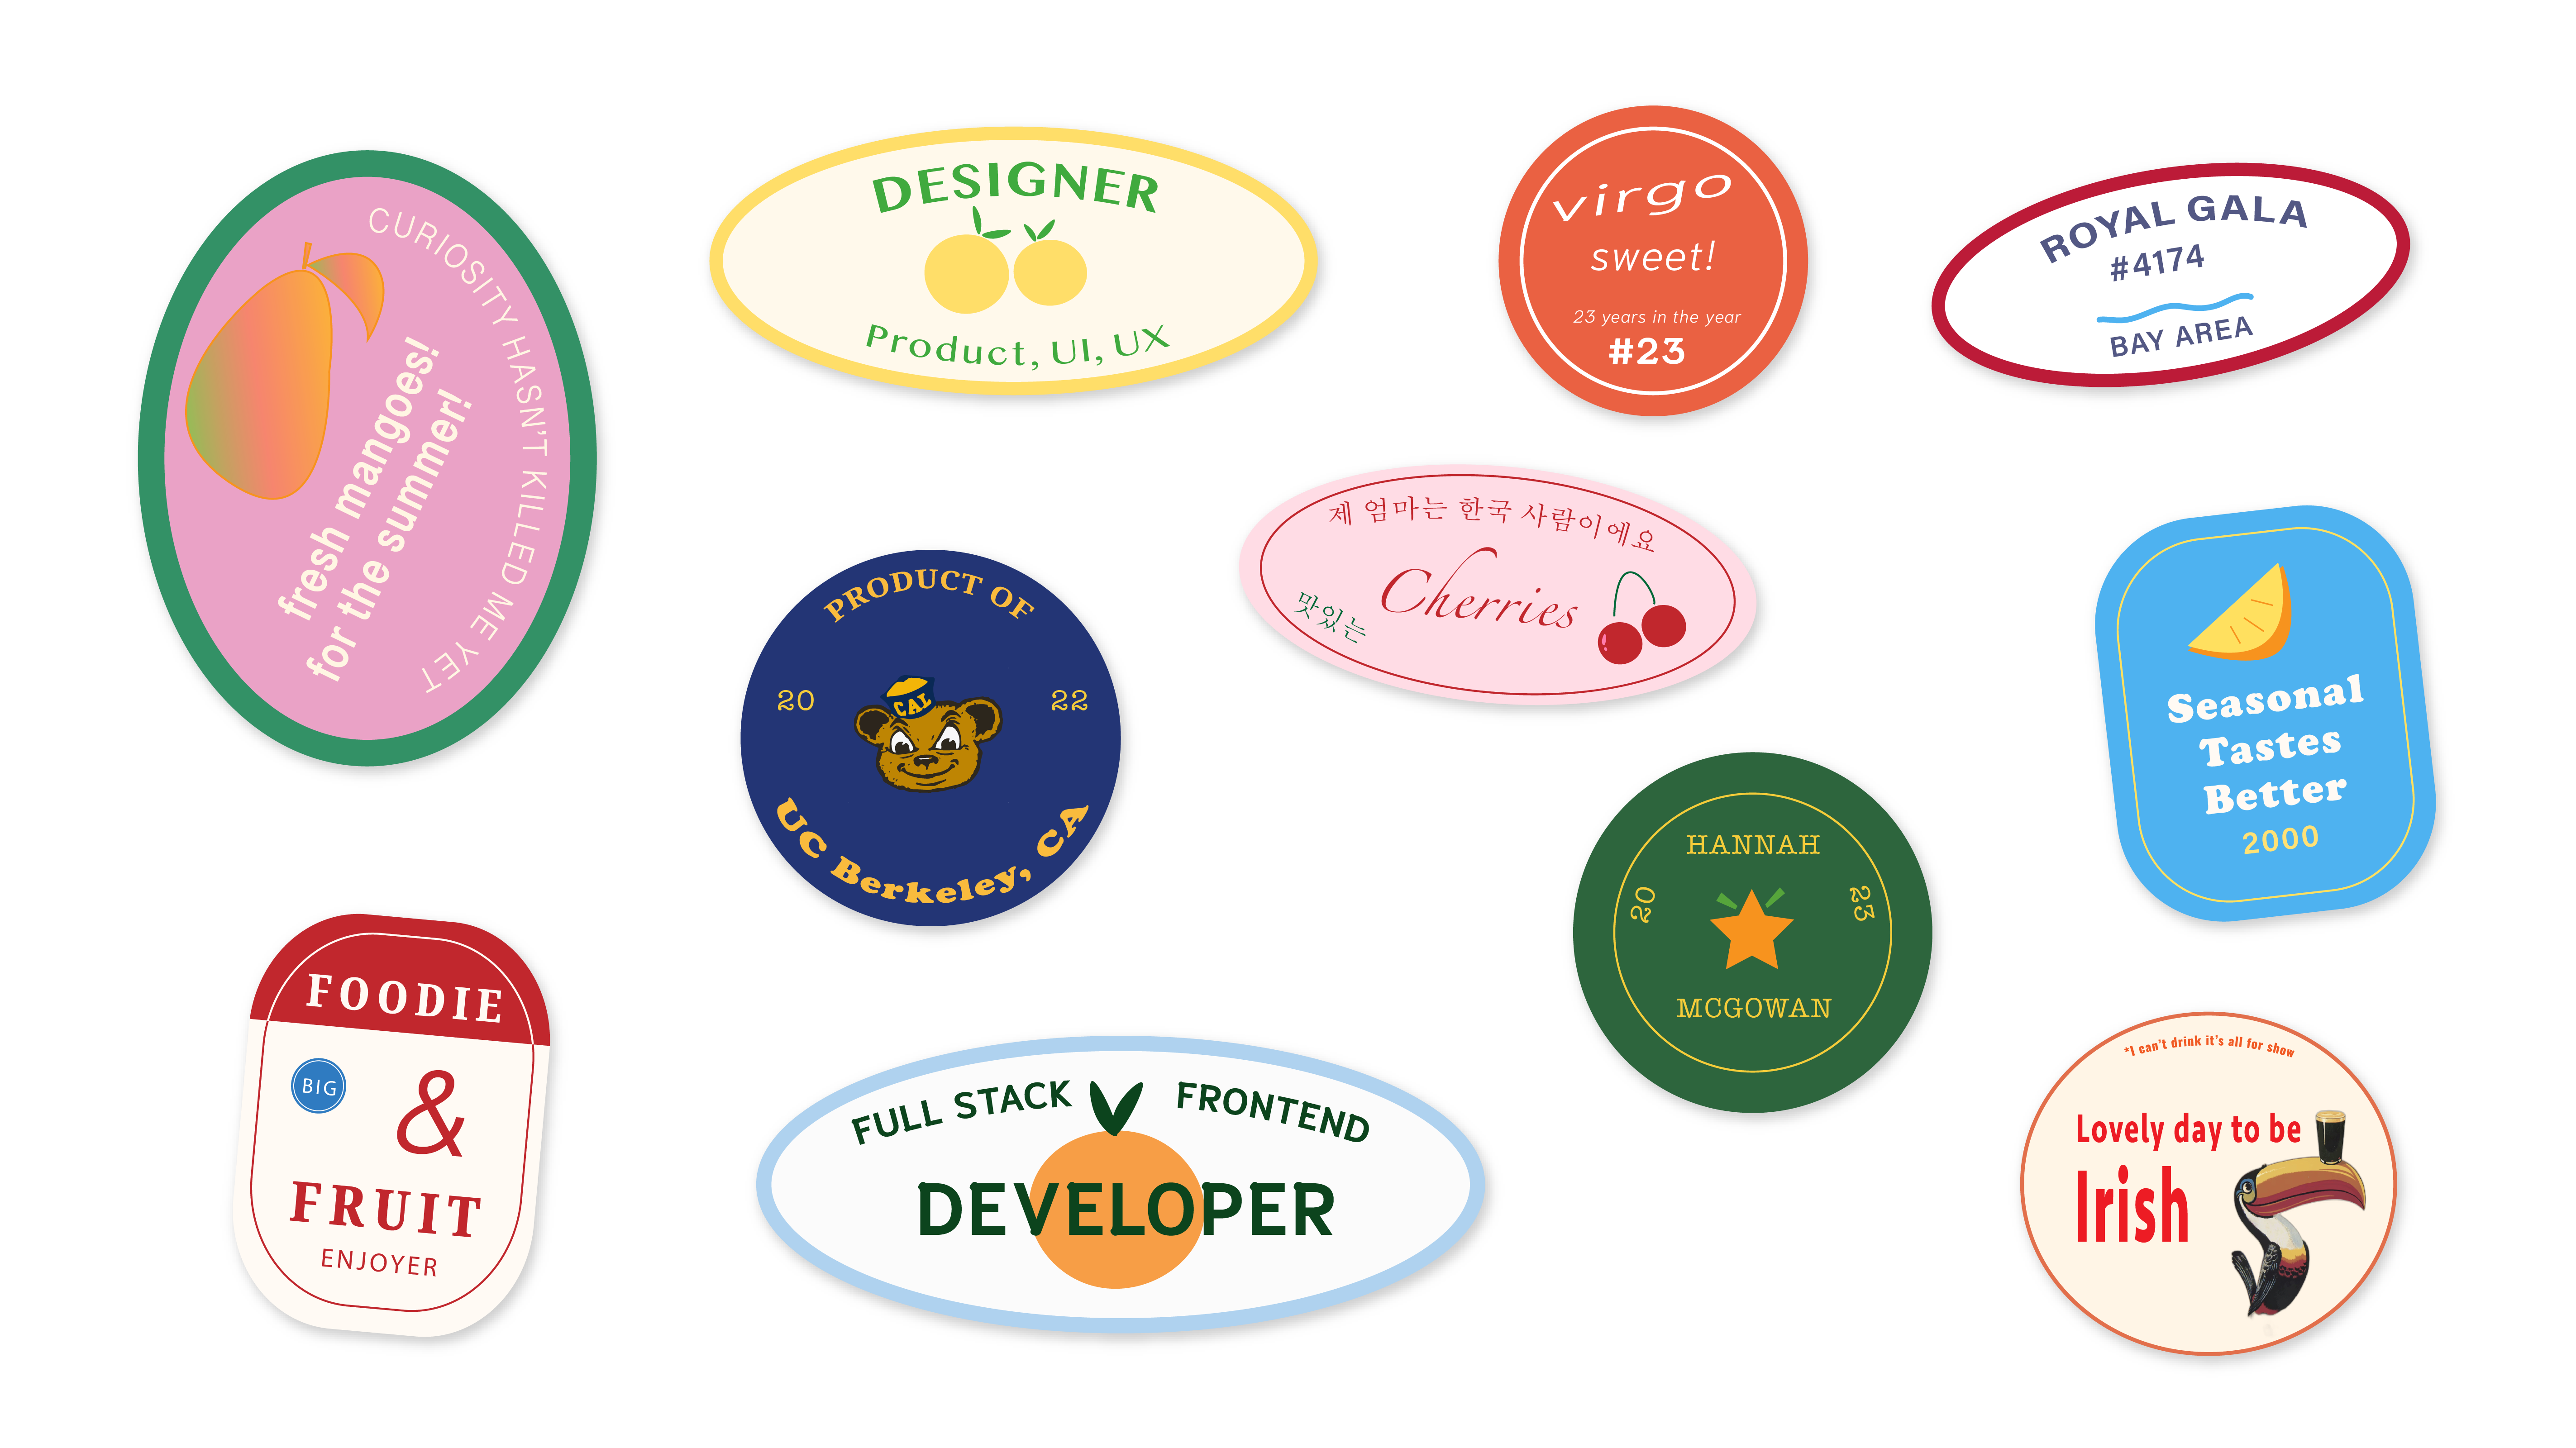 CURIOSITY HASN'T KILLED ME YET
fresh mangoes!
for the summer!
DESIGNER
Product, UI, UX
virgo
sweet!
23 years in the year
#23
ROYAL GALA
#4174
BAY AREA
제 엄마는 한국 사람이에요
맛있는
Cherries
PRODUCT OF
20
22
CAL
UC Berkeley, CA
Seasonal
Tastes
Better
2000
HANNAH
20
23
MCGOWAN
FOODIE
BIG
&
FRUIT
ENJOYER
FULL STACK
FRONTEND
DEVELOPER
*I can't drink it's all for show
Lovely day to be
Irish